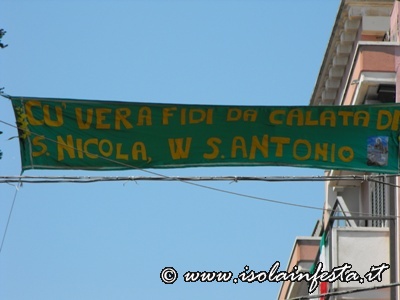 CU' VERA FIDI DA CALATA DI
S. NICOLA, W S. ANTONIO
© www.isolainfesta.it